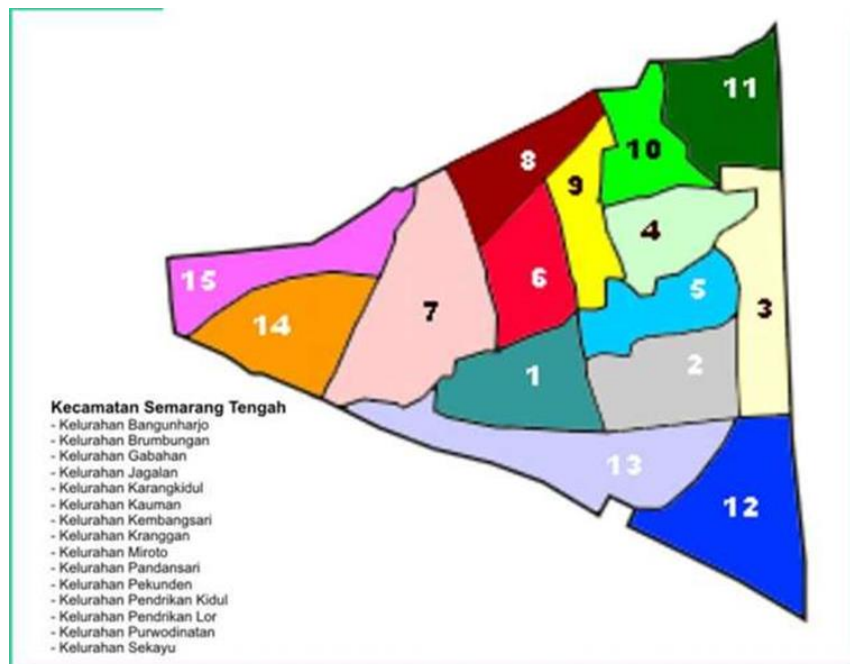 11
10
8
9
4
15
6
5
7
3
14
2
1
13
12
Kecamatan Semarang Tengah
- Kelurahan Bangunharjo
- Kelurahan Brumbungan
- Kelurahan Gabahan
- Kelurahan Jagalan
- Kelurahan Karangkidul
- Kelurahan Kauman
- Kelurahan Kembangsari
- Kelurahan Kranggan
- Kelurahan Miroto
- Kelurahan Pandansari
- Kelurahan Pekunden
- Kelurahan Pendrikan Kidul
- Kelurahan Pendrikan Lor
- Kelurahan Purwodinatan
- Kelurahan Sekayu